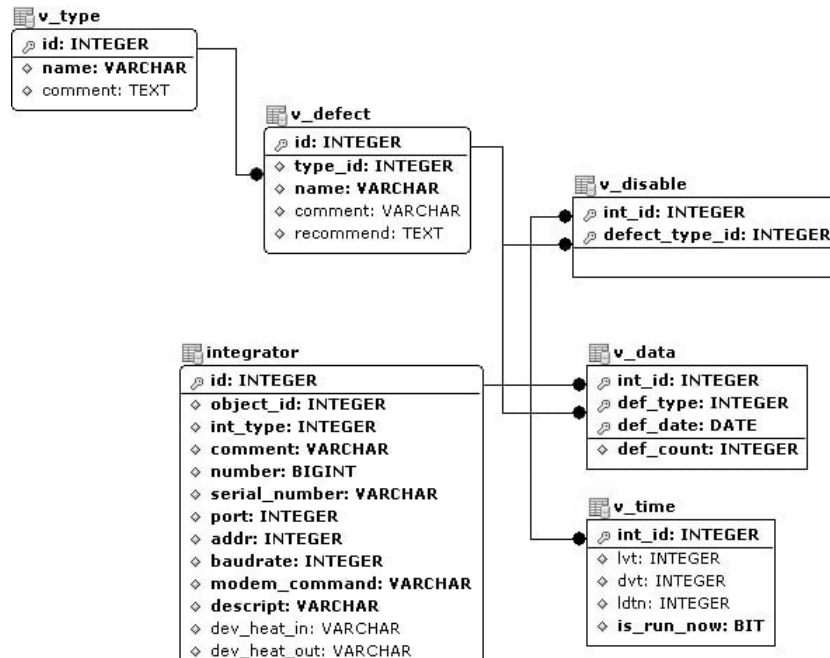 v_type
id: INTEGER
name: VARCHAR
comment: TEXT
v_defect
id: INTEGER
type_id: INTEGER
name: VARCHAR
comment: VARCHAR
recommend: TEXT
v_disable
int_id: INTEGER
defect_type_id: INTEGER
integrator
id: INTEGER
object_id: INTEGER
int_type: INTEGER
comment: VARCHAR
number: BIGINT
serial_number: VARCHAR
port: INTEGER
addr: INTEGER
baudrate: INTEGER
modem_command: VARCHAR
descript: VARCHAR
dev_heat_in: VARCHAR
dev_heat_out: VARCHAR
v_data
int_id: INTEGER
def_type: INTEGER
def_date: DATE
def_count: INTEGER
v_time
int_id: INTEGER
lvt: INTEGER
dvt: INTEGER
ldtn: INTEGER
is_run_now: BIT